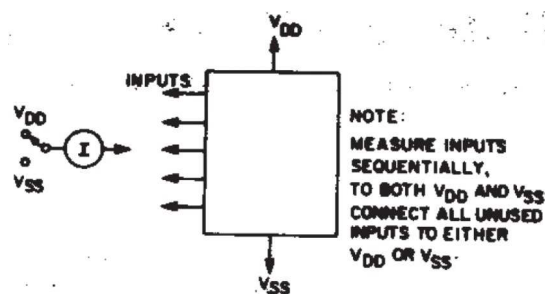 VDD
INPUTS
VDD
I
VSS
NOTE:
MEASURE INPUTS
SEQUENTIALLY,
TO BOTH VDD AND VSS
CONNECT ALL UNUSED
INPUTS TO EITHER
VDD OR VSS.
VSS